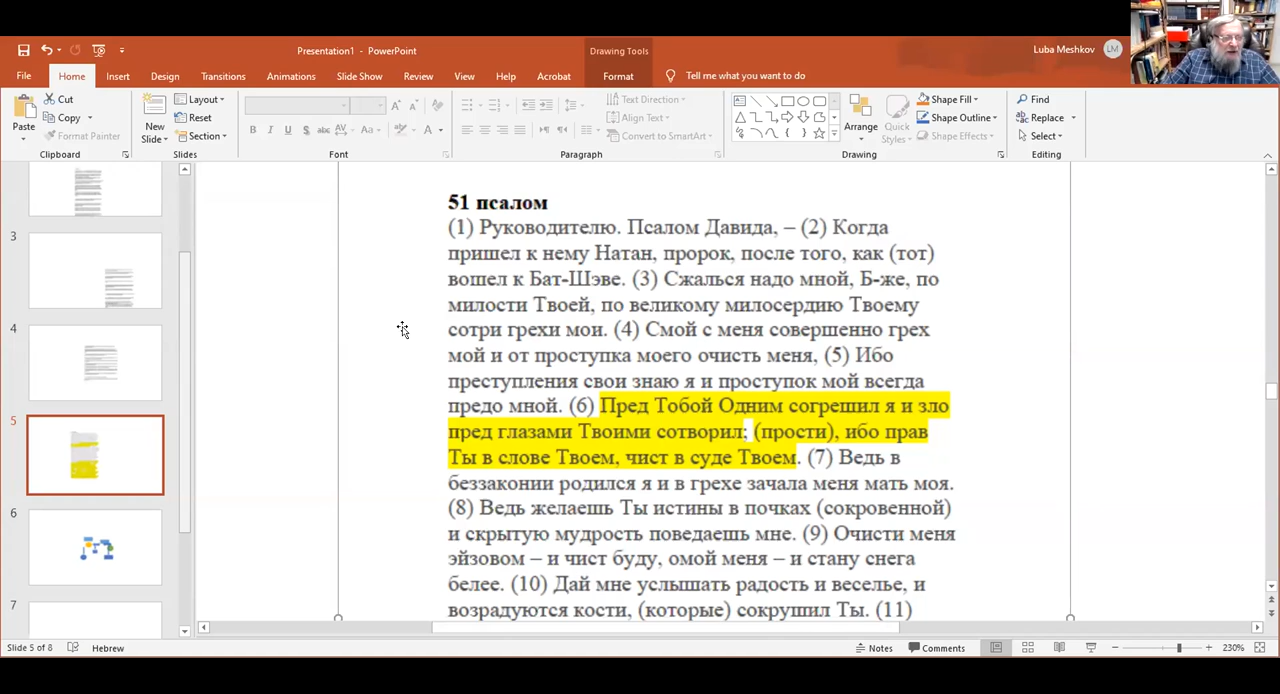 Presentation1 - PowerPoint
Drawing Tools
Luba Meshkov
LM
File
Home
Insert
Design
Transitions
Animations
Slide Show
Review
View
Help
Acrobat
Format
Tell me what you want to do
Paste
Cut
Copy
Format Painter
Clipboard
New
Slide
Layout
Reset
Section
Slides
B I U S abc AV Aa
A
Font
Text Direction
Align Text
Convert to SmartArt
Paragraph
Arrange
Quick
Styles
Shape Fill
Shape Outline
Shape Effects
Drawing
Find
Replace
Select
Editing
3
4
5
6
7
51 псалом
(1) Руководителю. Псалом Давида, – (2) Когда
пришел к нему Натан, пророк, после того, как (тот)
вошел к Бат-Шэве. (3) Сжалься надо мной, Б-же, по
милости Твоей, по великому милосердию Твоему
сотри грехи мои. (4) Смой с меня совершенно грех
мой и от проступка моего очисть меня, (5) Ибо
преступления свои знаю я и проступок мой всегда
предо мной. (6) Пред Тобой Одним согрешил я и зло
пред глазами Твоими сотворил; (прости), ибо прав
Ты в слове Твоем, чист в суде Твоем. (7) Ведь в
беззаконии родился я и в грехе зачала меня мать моя.
(8) Ведь желаешь Ты истины в почках (сокровенной)
и скрытую мудрость поведаешь мне. (9) Очисти меня
эйзовом – и чист буду, омой меня – и стану снега
белее. (10) Дай мне услышать радость и веселье, и
возрадуются кости, (которые) сокрушил Ты. (11)
Slide 5 of 8
Hebrew
Notes
Comments
230%